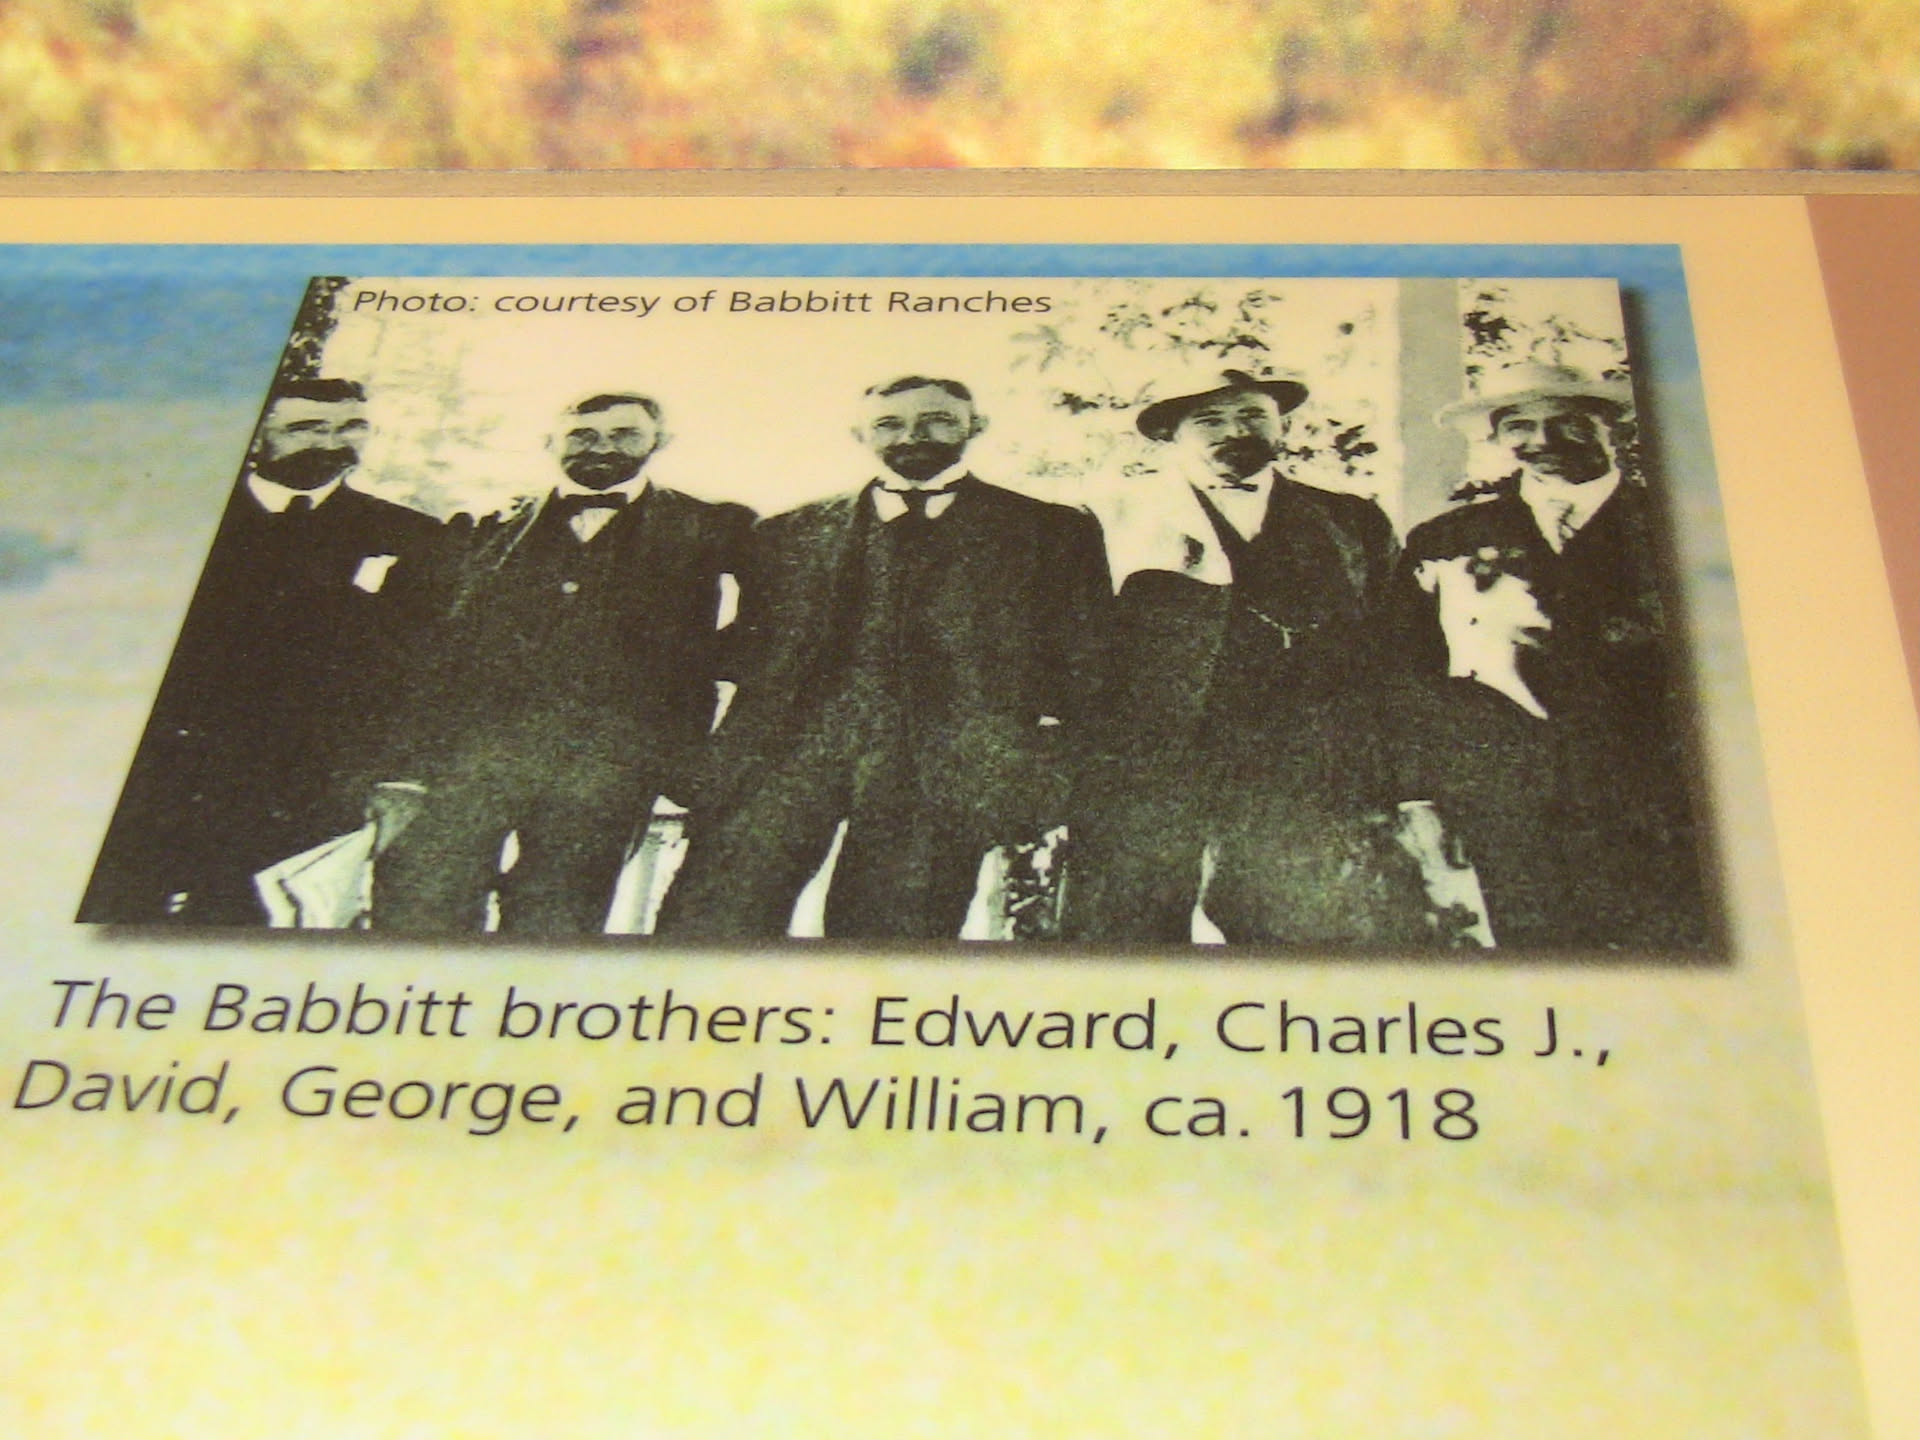 Photo: courtesy of Babbitt Ranches
The Babbitt brothers: Edward, Charles J.,
David, George, and William, ca. 1918